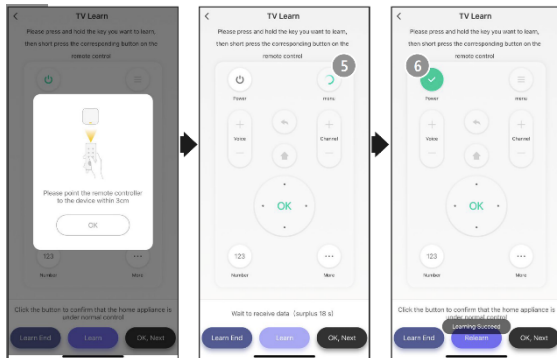 TV Learn
Please press and hold the key you want to learn,
then short press the corresponding button on the
remote control
Please point the remote controller
to the device within 3cm
OK
123
Number
More
Click the button to confirm that the home appliance is
under normal control
Learn End
Learn
OK, Next
TV Learn
Please press and hold the key you want to learn,
then short press the corresponding button on the
remote control
5
Power
menu
Voice
Channel
OK
123
Number
More
Wait to receive data (surplus 18 s)
Learn End
Learn
OK, Next
TV Learn
Please press and hold the key you want to learn,
then short press the corresponding button on the
remote control
6
Power
menu
Voice
Channel
OK
123
Number
More
Click the button to confirm that the home appliance is
under normal control
Learning Succeed
Learn End
Relearn
OK, Next